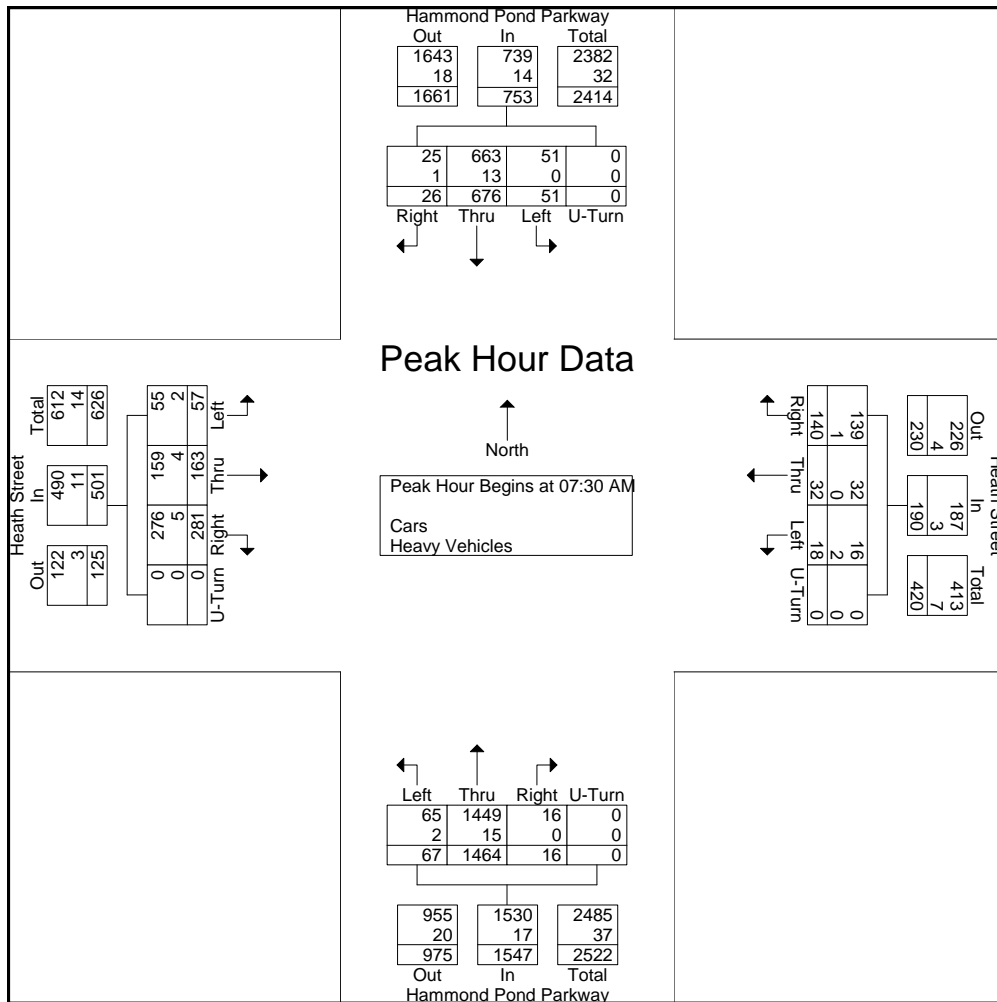 Hammond Pond Parkway
Out In Total
1643 739 2382
18 14 32
1661 753 2414
25 663 51 0
1 13 0 0
26 676 51 0
Right Thru Left U-Turn
Peak Hour Data
North
Peak Hour Begins at 07:30 AM
Cars
Heavy Vehicles
Heath Street
Out In Total
122 490 612
3 11 14
125 501 626
0 276 159 55
0 5 4 2
0 281 163 57
U-Turn Right Thru Left
Heath Street
Out In Total
226 187 413
4 3 7
230 190 420
139 32 16 0
1 0 2 0
140 32 18 0
Right Thru Left U-Turn
Left Thru Right U-Turn
65 1449 16 0
2 15 0 0
67 1464 16 0
955 1530 2485
20 17 37
975 1547 2522
Out In Total
Hammond Pond Parkway